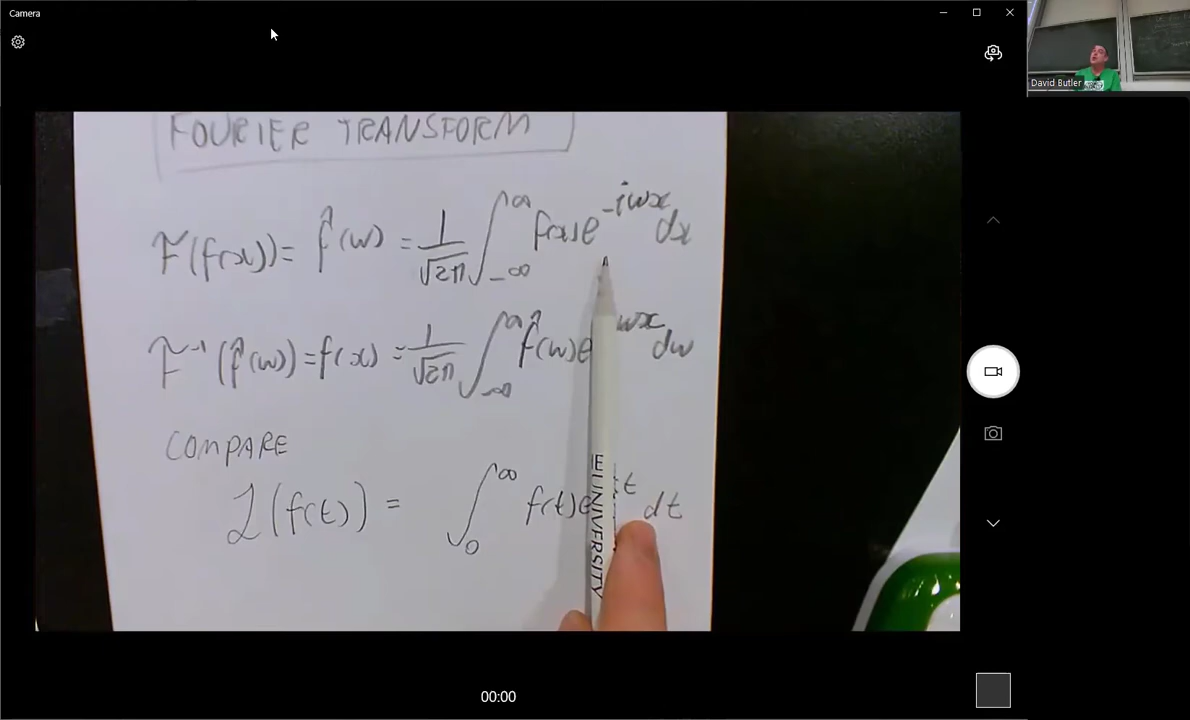 Camera
David Butler
FOURIER TRANSFORM
F(f(x)) = f̂(w) = 1/√2π ∫_-∞^∞ f(x)e^-iwx dx
F^-1(f̂(w)) = f(x) = 1/√2π ∫_-∞^∞ f̂(w)e wx dw
COMPARE
L(f(t)) = ∫_0^∞ f(t)e t dt
UNIVERSITY
00:00